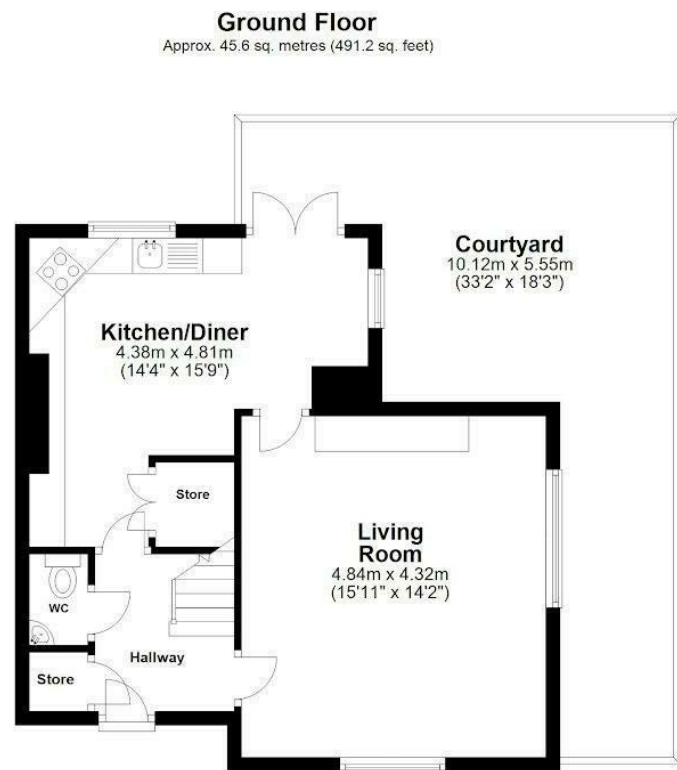 Ground Floor
Approx. 45.6 sq. metres (491.2 sq. feet)
Courtyard
10.12m x 5.55m
(33'2" x 18'3")
Kitchen/Diner
4.38m x 4.81m
(14'4" x 15'9")
Store
Living
Room
4.84m x 4.32m
(15'11" x 14'2")
WC
Hallway
Store